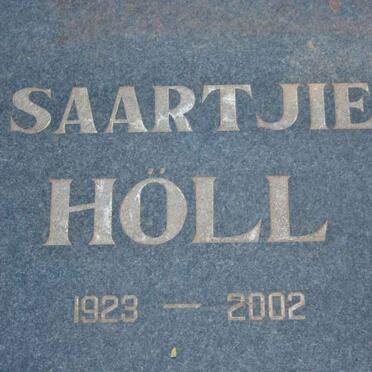 SAARTJIE
HÖLL
1923 — 2002